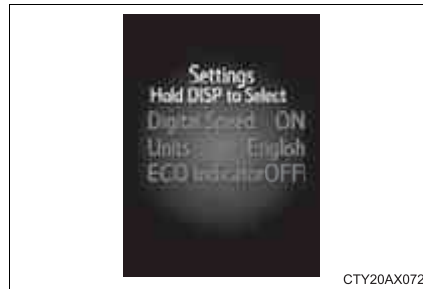 Settings
Hold DISP to Select
Digital Speed ON
Units English
ECO Indicator OFF
CTY20AX072